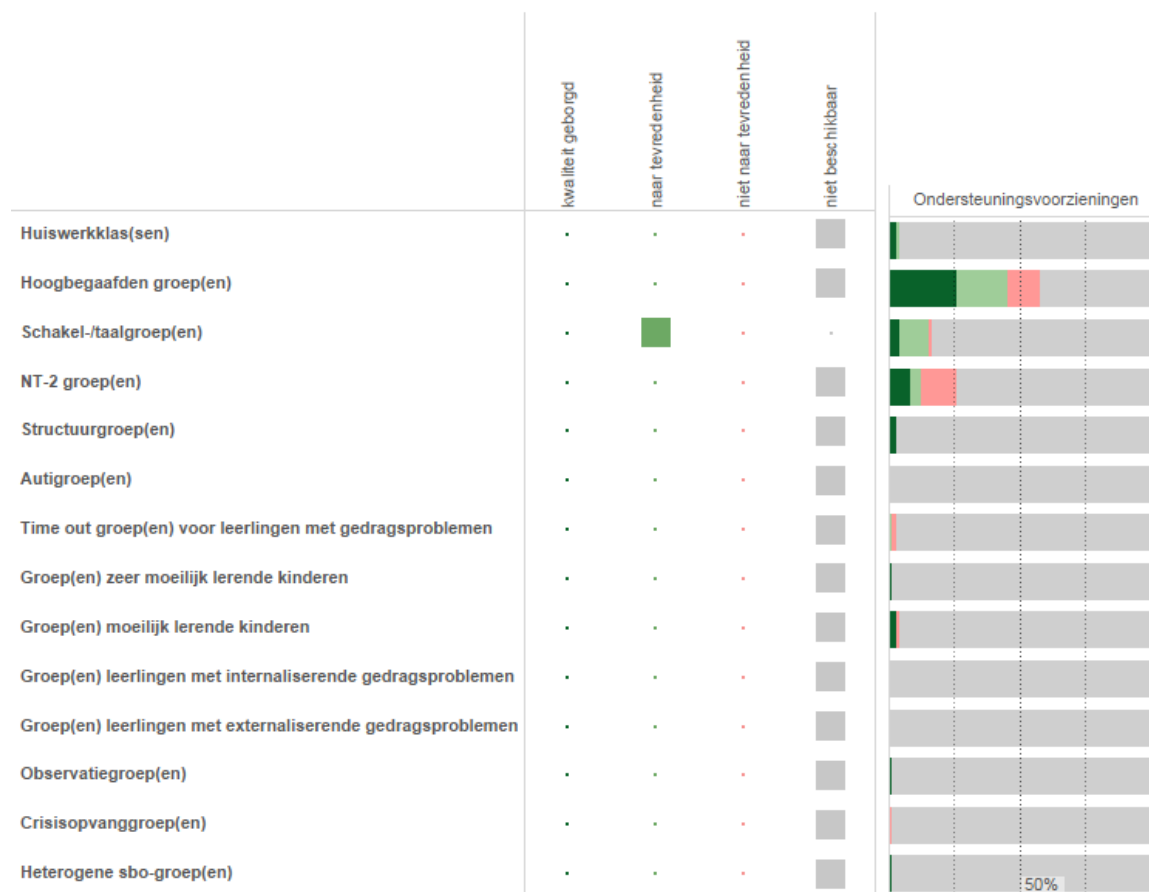 kwaliteit geborgd
naar tevredenheid
niet naar tevredenheid
niet beschikbaar
Ondersteuningsvoorzieningen
Huiswerkklas(sen)
Hoogbegaafden groep(en)
Schakel-/taalgroep(en)
NT-2 groep(en)
Structuurgroep(en)
Autigroep(en)
Time out groep(en) voor leerlingen met gedragsproblemen
Groep(en) zeer moeilijk lerende kinderen
Groep(en) moeilijk lerende kinderen
Groep(en) leerlingen met internaliserende gedragsproblemen
Groep(en) leerlingen met externaliserende gedragsproblemen
Observatiegroep(en)
Crisisopvanggroep(en)
Heterogene sbo-groep(en)
50%